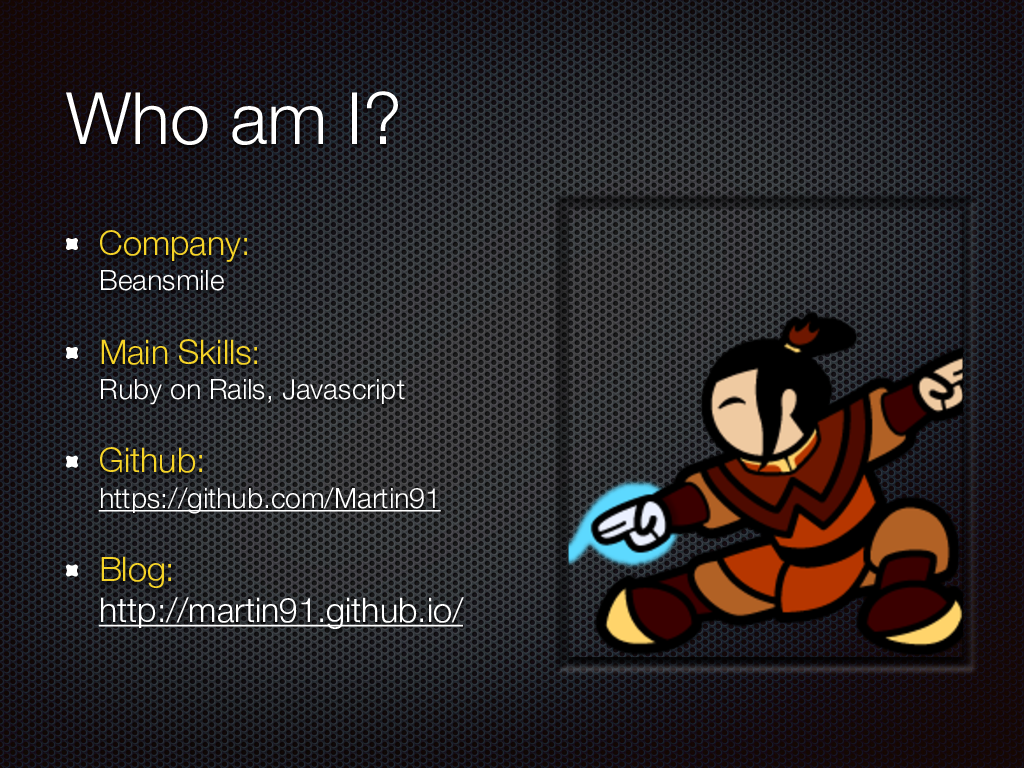 Who am I?
Company:
Beansmile
Main Skills:
Ruby on Rails, Javascript
Github:
https://github.com/Martin91
Blog:
http://martin91.github.io/